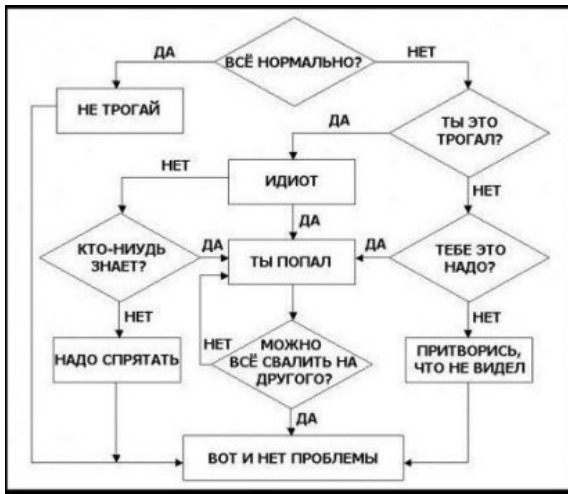 ВСЁ НОРМАЛЬНО?
ДА
НЕТ
НЕ ТРОГАЙ
ТЫ ЭТО
ТРОГАЛ?
ДА
НЕТ
ИДИОТ
НЕТ
ДА
КТО-НИУДЬ
ЗНАЕТ?
ДА
ТЫ ПОПАЛ
ДА
ТЕБЕ ЭТО
НАДО?
НЕТ
НЕТ
НАДО СПРЯТАТЬ
НЕТ
МОЖНО
ВСЁ СВАЛИТЬ НА
ДРУГОГО?
ПРИТВОРИСЬ,
ЧТО НЕ ВИДЕЛ
ДА
ВОТ И НЕТ ПРОБЛЕМЫ